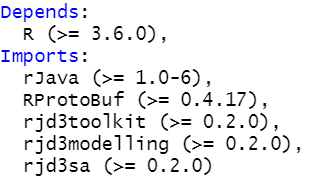 Depends:
R (>= 3.6.0),
Imports:
rJava (>= 1.0-6),
RProtoBuf (>= 0.4.17),
rjd3toolkit (>= 0.2.0),
rjd3modelling (>= 0.2.0),
rjd3sa (>= 0.2.0)